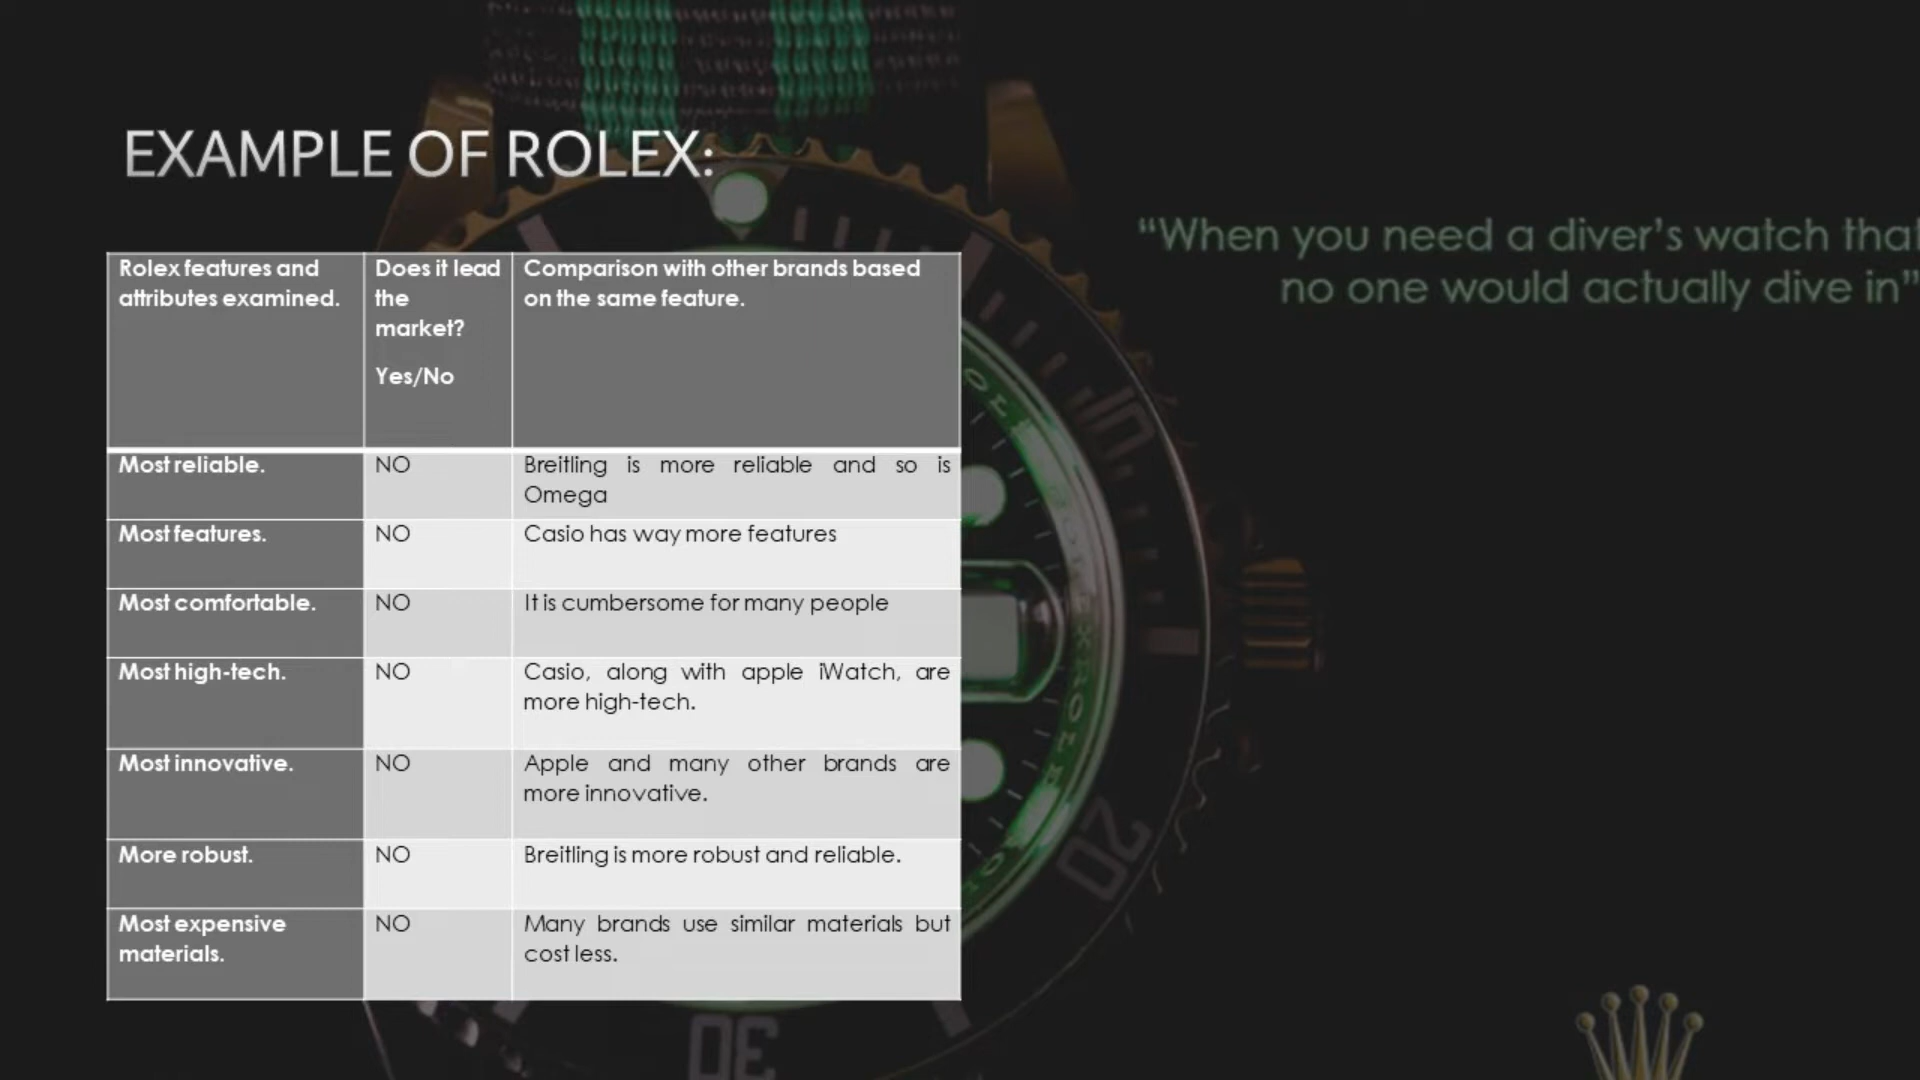 EXAMPLE OF ROLEX:
"When you need a diver's watch that
no one would actually dive in"
Rolex features and
attributes examined.
Does it lead
the
market?
Yes/No
Comparison with other brands based
on the same feature.
Most reliable.
NO
Breitling is more reliable and so is
Omega
Most features.
NO
Casio has way more features
Most comfortable.
NO
It is cumbersome for many people
Most high-tech.
NO
Casio, along with apple iWatch, are
more high-tech.
Most innovative.
NO
Apple and many other brands are
more innovative.
More robust.
NO
Breitling is more robust and reliable.
Most expensive
materials.
NO
Many brands use similar materials but
cost less.
10
20
30